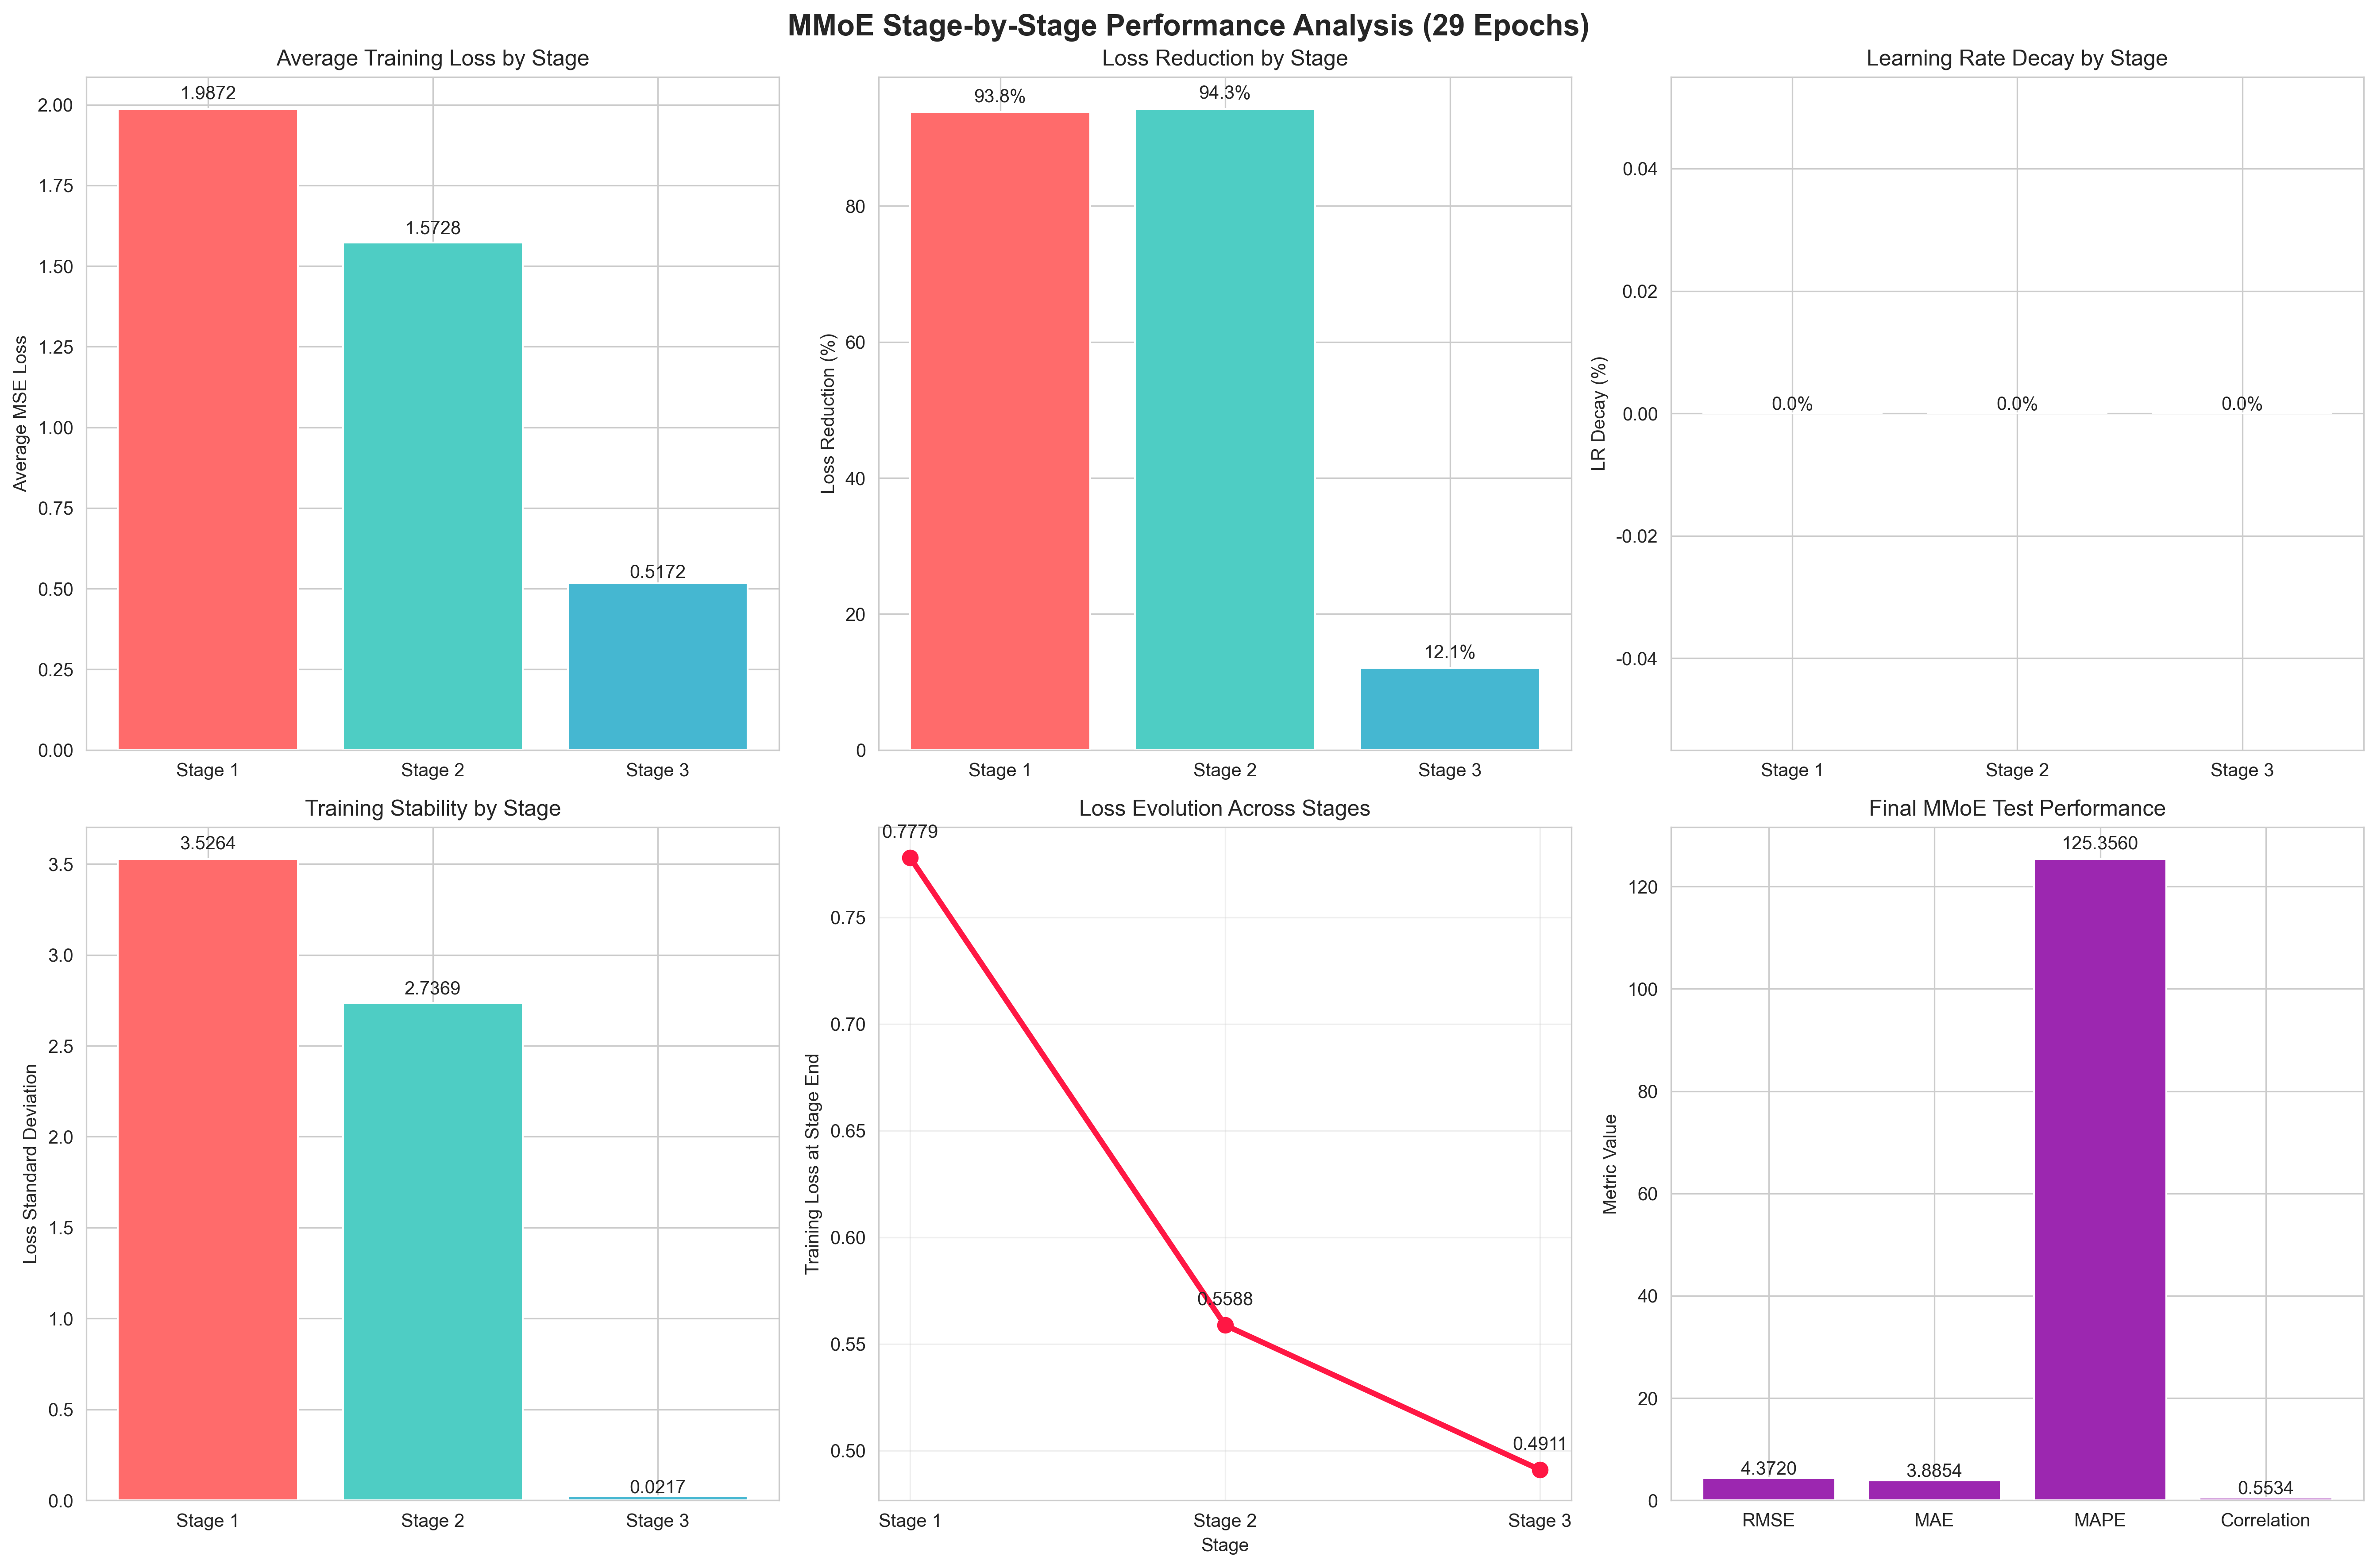 MMoE Stage-by-Stage Performance Analysis (29 Epochs)
Average Training Loss by Stage
Average MSE Loss
2.00
1.75
1.50
1.25
1.00
0.75
0.50
0.25
0.00
1.9872
1.5728
0.5172
Stage 1
Stage 2
Stage 3
Loss Reduction by Stage
Loss Reduction (%)
80
60
40
20
0
93.8%
94.3%
12.1%
Stage 1
Stage 2
Stage 3
Learning Rate Decay by Stage
LR Decay (%)
0.04
0.02
0.00
-0.02
-0.04
0.0%
0.0%
0.0%
Stage 1
Stage 2
Stage 3
Training Stability by Stage
Loss Standard Deviation
3.5
3.0
2.5
2.0
1.5
1.0
0.5
0.0
3.5264
2.7369
0.0217
Stage 1
Stage 2
Stage 3
Loss Evolution Across Stages
Training Loss at Stage End
0.75
0.70
0.65
0.60
0.55
0.50
0.7779
0.5588
0.4911
Stage 1
Stage 2
Stage 3
Stage
Final MMoE Test Performance
Metric Value
120
100
80
60
40
20
0
4.3720
3.8854
125.3560
0.5534
RMSE
MAE
MAPE
Correlation